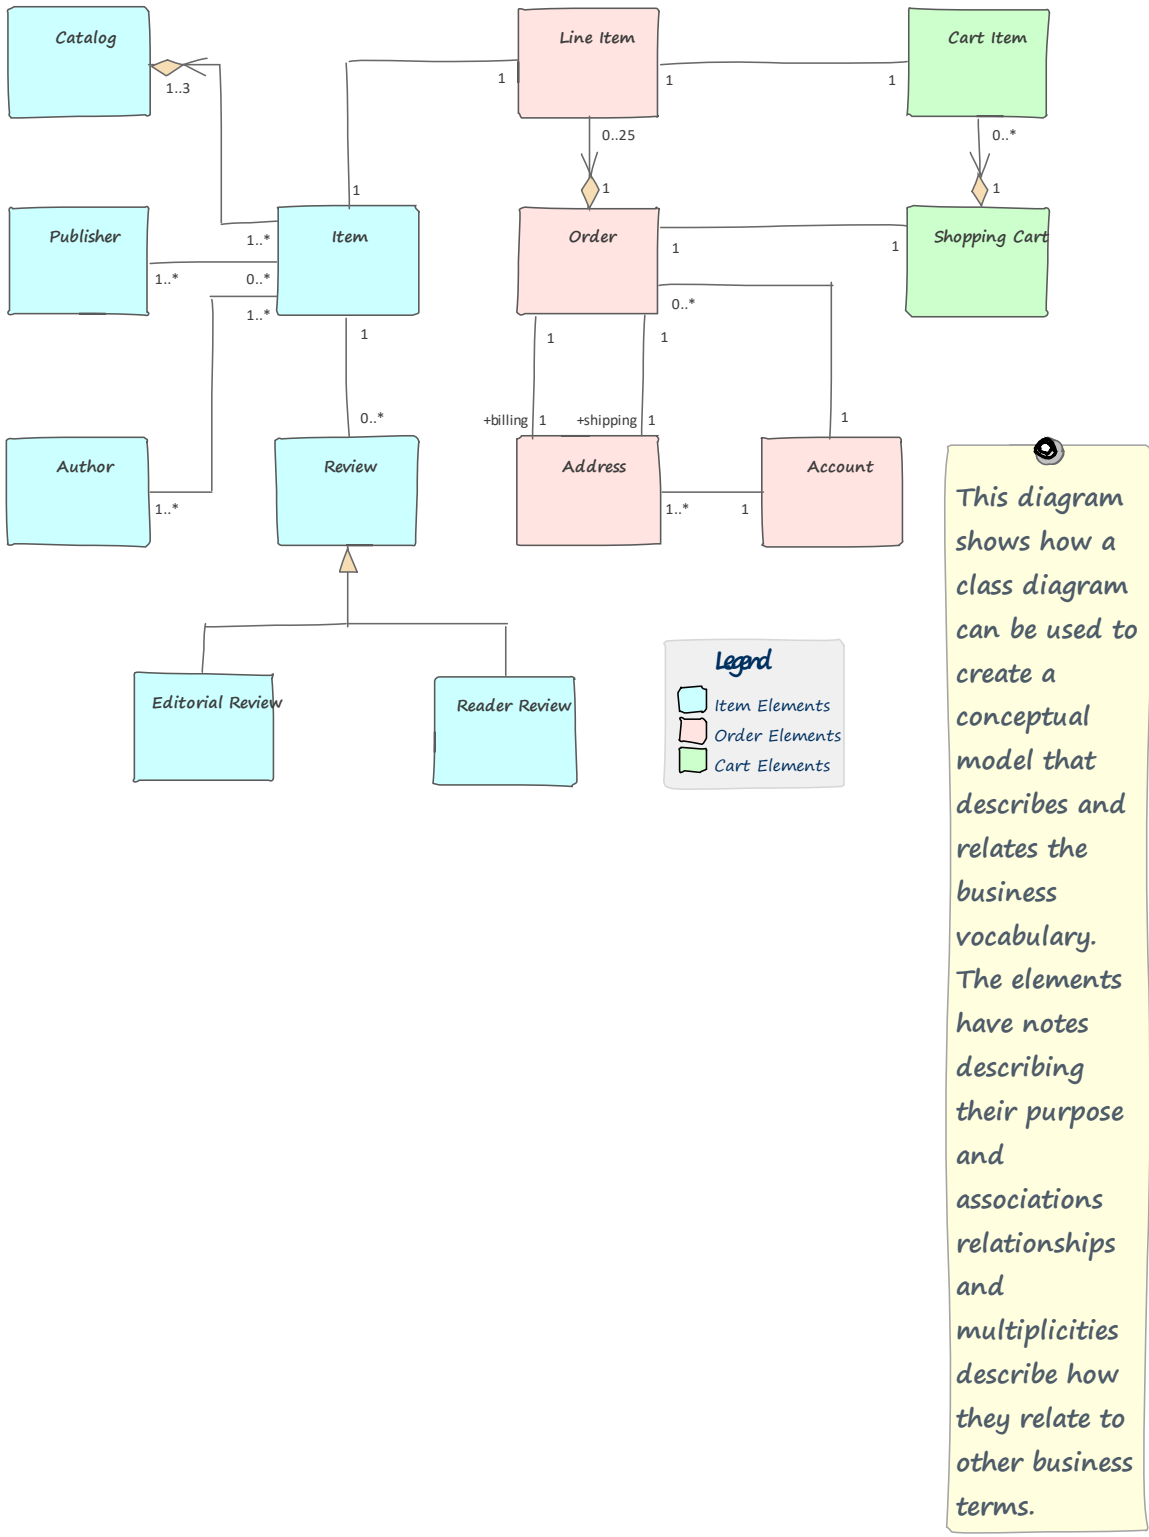 Catalog
Line Item
Cart Item
1..3
1
1
1
0..25
0..*
1
1
1
Publisher
Item
Order
Shopping Cart
1..*
1
1
1..*
0..*
0..*
1..*
1
1
1
0..*
+billing
1
+shipping
1
1
Author
Review
Address
Account
1..*
1..*
1
This diagram
shows how a
class diagram
can be used to
create a
conceptual
model that
describes and
relates the
business
vocabulary.
The elements
have notes
describing
their purpose
and
associations
relationships
and
multiplicities
describe how
they relate to
other business
terms.
Editorial Review
Reader Review
Legend
Item Elements
Order Elements
Cart Elements